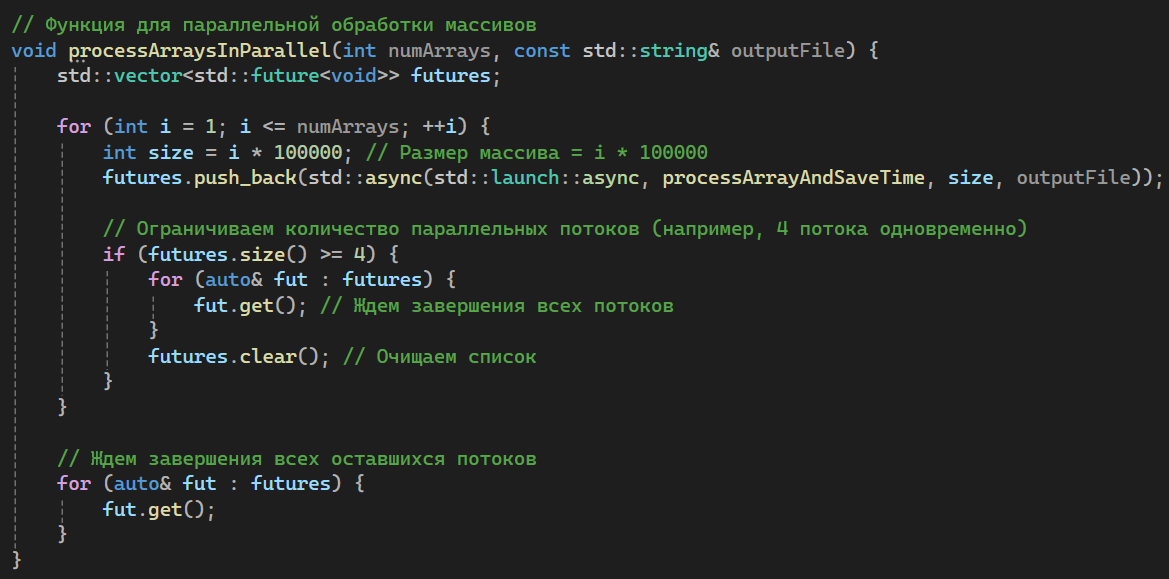 // Функция для параллельной обработки массивов
void processArraysInParallel(int numArrays, const std::string& outputFile) {
    std::vector<std::future<void>> futures;

    for (int i = 1; i <= numArrays; ++i) {
        int size = i * 100000; // Размер массива = i * 100000
        futures.push_back(std::async(std::launch::async, processArrayAndSaveTime, size, outputFile));

        // Ограничиваем количество параллельных потоков (например, 4 потока одновременно)
        if (futures.size() >= 4) {
            for (auto& fut : futures) {
                fut.get(); // Ждем завершения всех потоков
            }
            futures.clear(); // Очищаем список
        }
    }

    // Ждем завершения всех оставшихся потоков
    for (auto& fut : futures) {
        fut.get();
    }
}